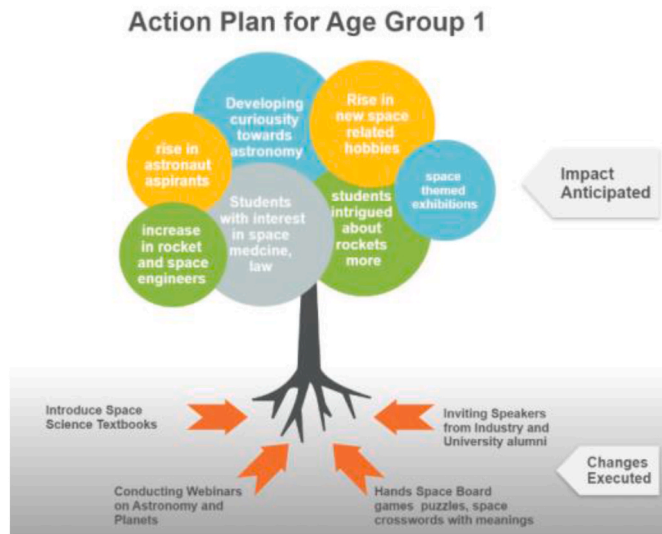 Action Plan for Age Group 1
Developing
curiousity
towards
astronomy
Rise in
new space
related
hobbies
rise in
astronaut
aspirants
space
themed
exhibitions
Impact
Anticipated
Students
with interest
in space
medcine,
law
students
intrigued
about
rockets
more
increase
in rocket
and space
engineers
Introduce Space
Science Textbooks
Inviting Speakers
from Industry and
University alumni
Changes
Executed
Conducting Webinars
on Astronomy and
Planets
Hands Space Board
games puzzles, space
crosswords with meanings